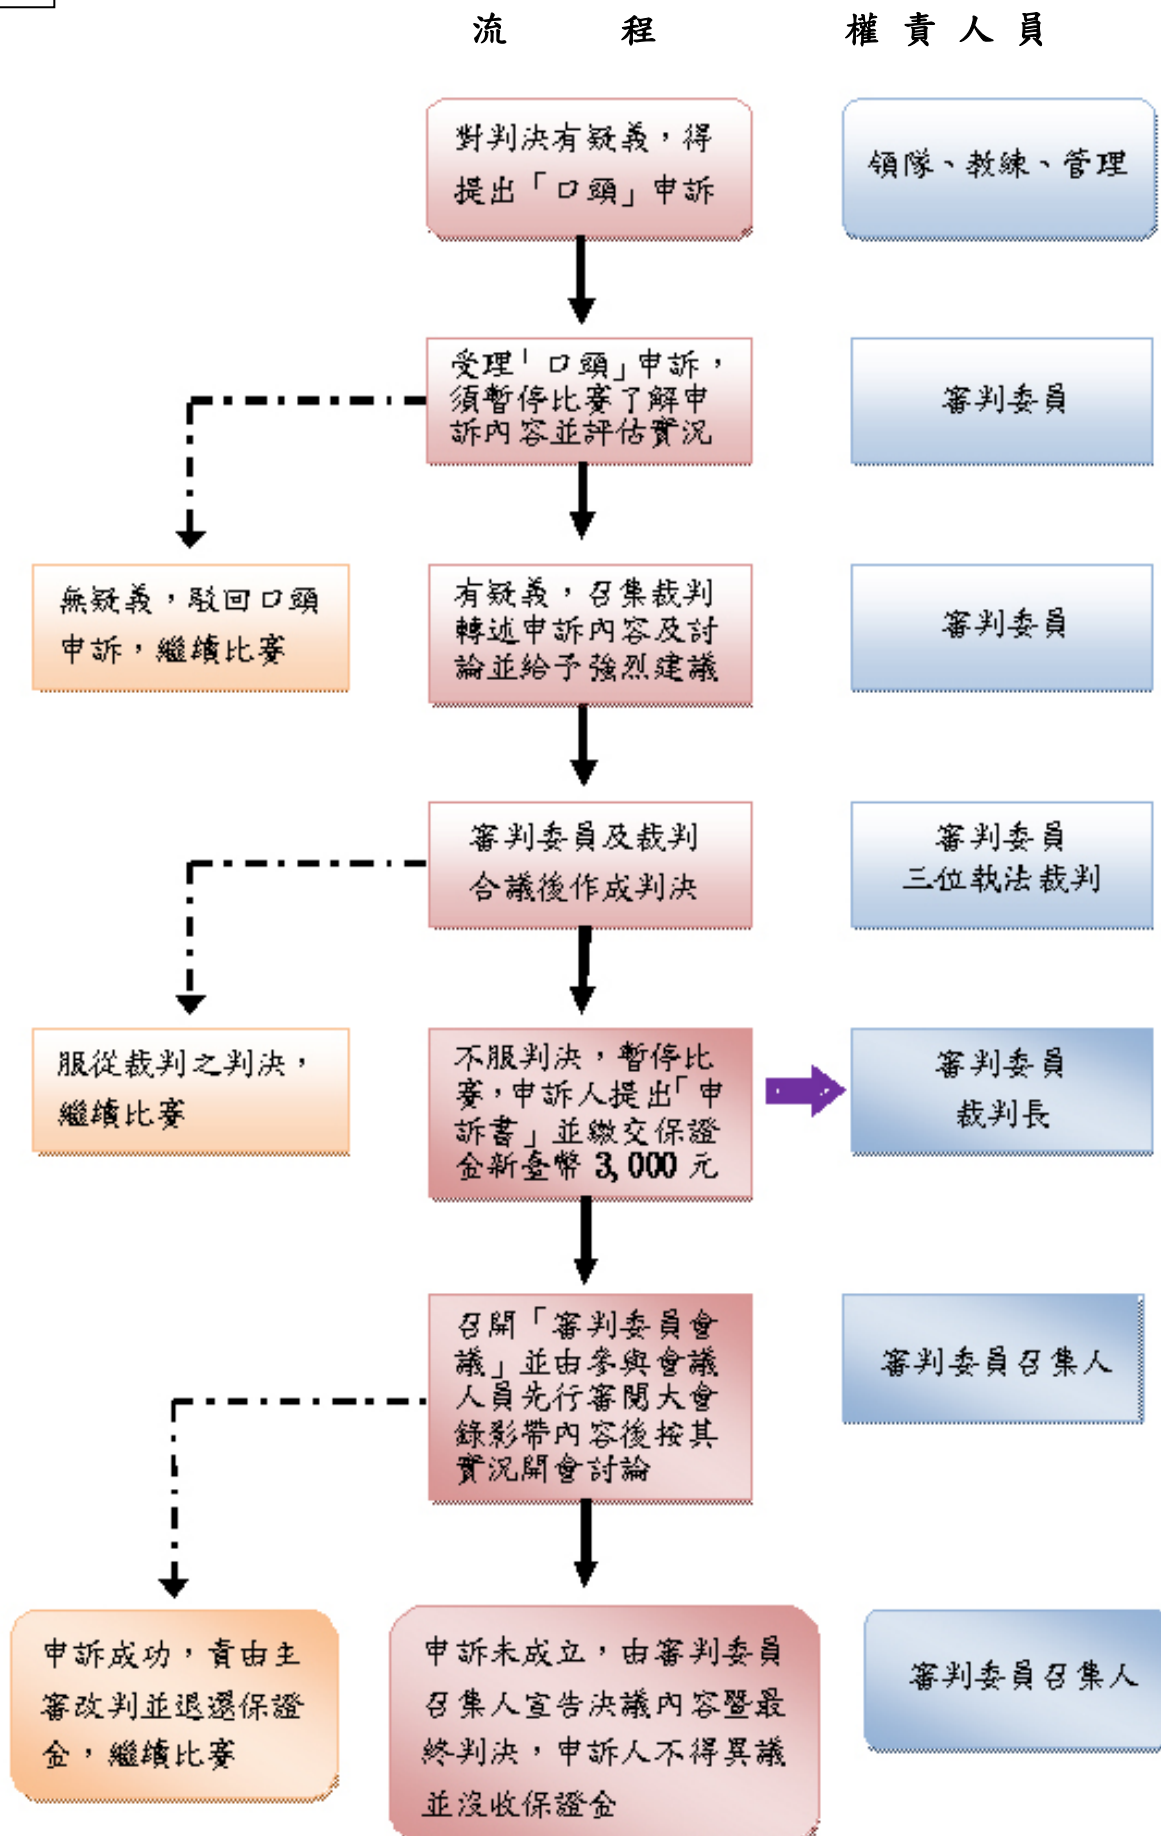 流 程 權責人員
對判決有疑義，得
提出「口頭」申訴
領隊、教練、管理
受理「口頭」申訴，
須暫停比賽了解申
訴內容並評估實況
審判委員
無疑義，駁回口頭
申訴，繼續比賽
有疑義，召集裁判
轉述申訴內容及討
論並給予強烈建議
審判委員
審判委員及裁判
合議後作成判決
審判委員
三位執法裁判
服從裁判之判決，
繼續比賽
不服判決，暫停比
賽，申訴人提出「申
訴書」並繳交保證
金新臺幣 3,000 元
審判委員
裁判長
召開「審判委員會
議」並由參與會議
人員先行審閱大會
錄影帶內容後按其
實況開會討論
審判委員召集人
申訴成功，責由主
審改判並退還保證
金，繼續比賽
申訴未成立，由審判委員
召集人宣告決議內容暨最
終判決，申訴人不得異議
並沒收保證金
審判委員召集人